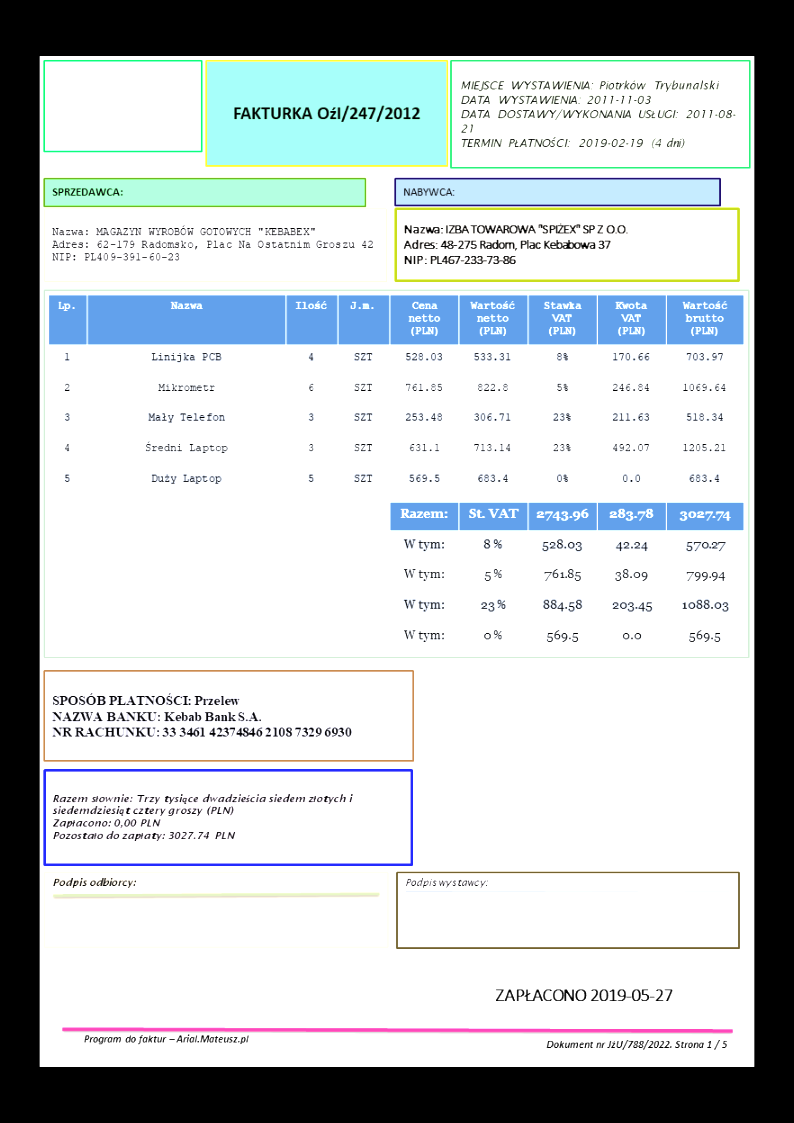 FAKTURKA Oźl/247/2012
MIEJSCE WYSTAWIENIA: Piotrków Trybunalski
DATA WYSTAWIENIA: 2011-11-03
DATA DOSTAWY/WYKONANIA USŁUGI: 2011-08-
21
TERMIN PŁATNOŚCI: 2019-02-19 (4 dni)
SPRZEDAWCA:
NABYWCA:
Nazwa: MAGAZYN WYROBÓW GOTOWYCH "KEBABEX"
Adres: 62-179 Radomsko, Plac Na Ostatnim Groszu 42
NIP: PL409-391-60-23
Nazwa: IZBA TOWAROWA "SPIŻEX" SP Z O.O.
Adres: 48-275 Radom, Plac Kebabowa 37
NIP: PL467-233-73-86
Lp. Nazwa Ilość J.m. Cena netto (PLN) Wartość netto (PLN) Stawka VAT (PLN) Kwota VAT (PLN) Wartość brutto (PLN)
1 Linijka PCB 4 SZT 528.03 533.31 8% 170.66 703.97
2 Mikrometr 6 SZT 761.85 822.8 5% 246.84 1069.64
3 Mały Telefon 3 SZT 253.48 306.71 23% 211.63 518.34
4 Średni Laptop 3 SZT 631.1 713.14 23% 492.07 1205.21
5 Duży Laptop 5 SZT 569.5 683.4 0% 0.0 683.4
Razem: St. VAT 2743.96 283.78 3027.74
W tym: 8 % 528.03 42.24 570.27
W tym: 5 % 761.85 38.09 799.94
W tym: 23 % 884.58 203.45 1088.03
W tym: 0 % 569.5 0.0 569.5
SPOSÓB PŁATNOŚCI: Przelew
NAZWA BANKU: Kebab Bank S.A.
NR RACHUNKU: 33 3461 42374846 2108 7329 6930
Razem słownie: Trzy tysiące dwadzieścia siedem złotych i
siedemdziesiąt cztery groszy (PLN)
Zapłacono: 0,00 PLN
Pozostało do zapłaty: 3027.74 PLN
Podpis odbiorcy:
Podpis wystawcy:
ZAPŁACONO 2019-05-27
Program do faktur – Arial.Mateusz.pl
Dokument nr JżU/788/2022. Strona 1 / 5